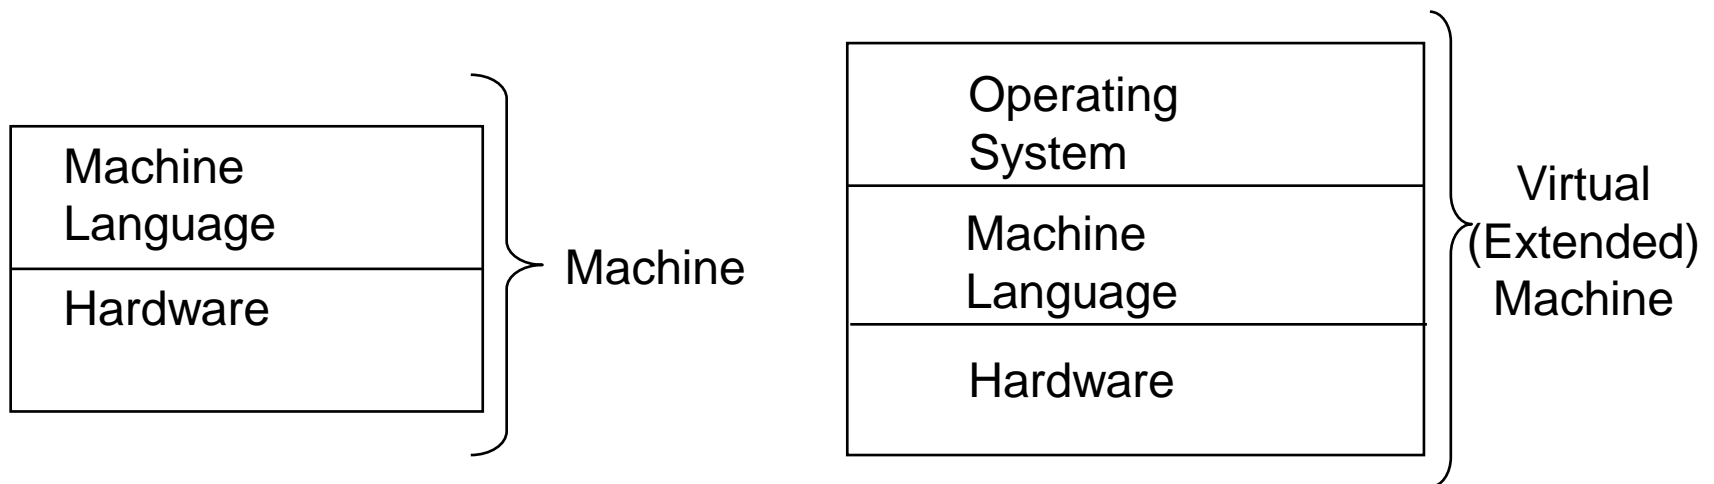 Machine
Language
Hardware
Machine
Operating
System
Machine
Language
Hardware
Virtual
(Extended)
Machine